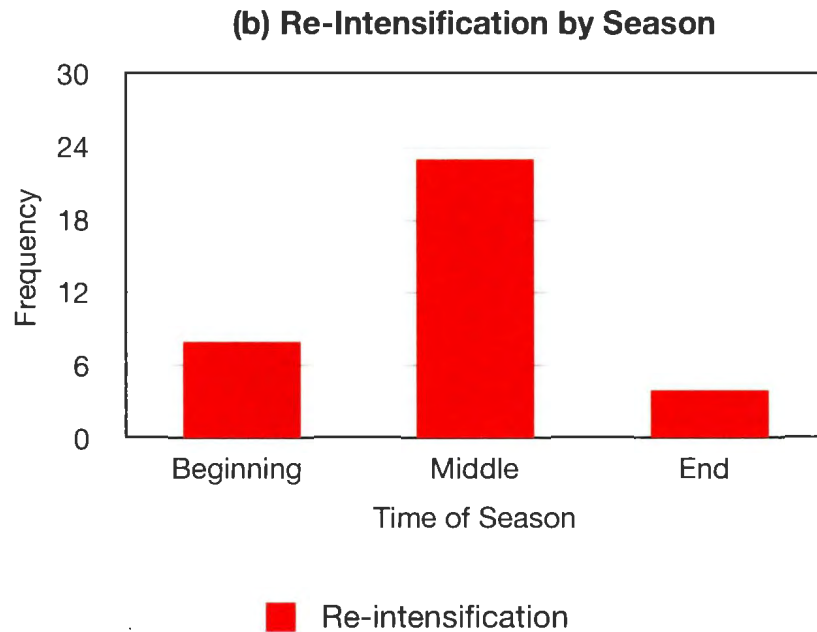 (b) Re-Intensification by Season
30
24
18
12
6
0
Frequency
Beginning Middle End
Time of Season
Re-intensification